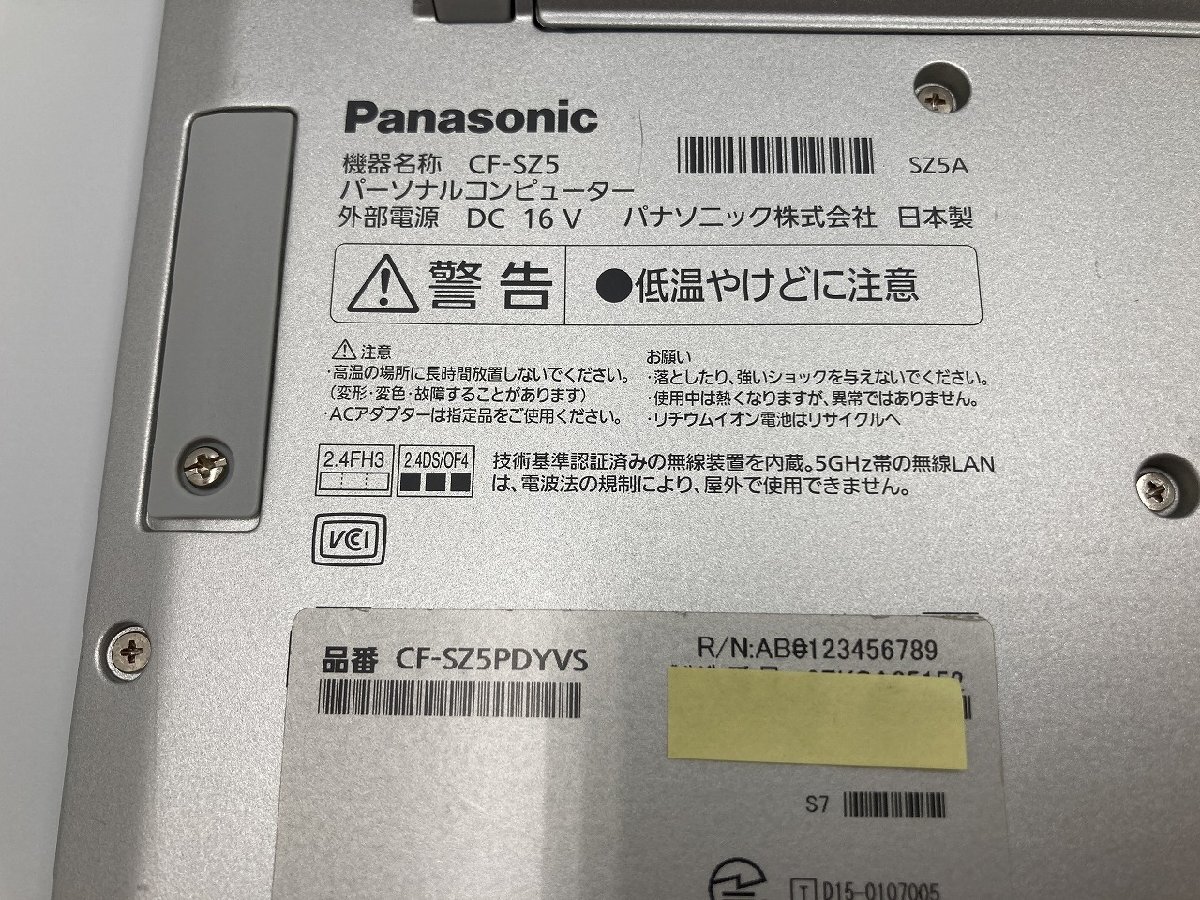 Panasonic
機器名称 CF-SZ5
SZ5A
パーソナルコンピューター
外部電源 DC 16 V パナソニック株式会社 日本製
警告 ●低温やけどに注意
注意
・高温の場所に長時間放置しないでください。
(変形・変色・故障することがあります)
・ACアダプターは指定品をご使用ください。
お願い
・落としたり、強いショックを与えないでください。
・使用中は熱くなりますが、異常ではありません。
・リチウムイオン電池はリサイクルへ
2.4FH3
2.4DS/OF4
技術基準認証済みの無線装置を内蔵。5GHz帯の無線LAN
は、電波法の規制により、屋外で使用できません。
VCCI
品番 CF-SZ5PDYVS
R/N:AB0123456789
S7
T D15-0107005